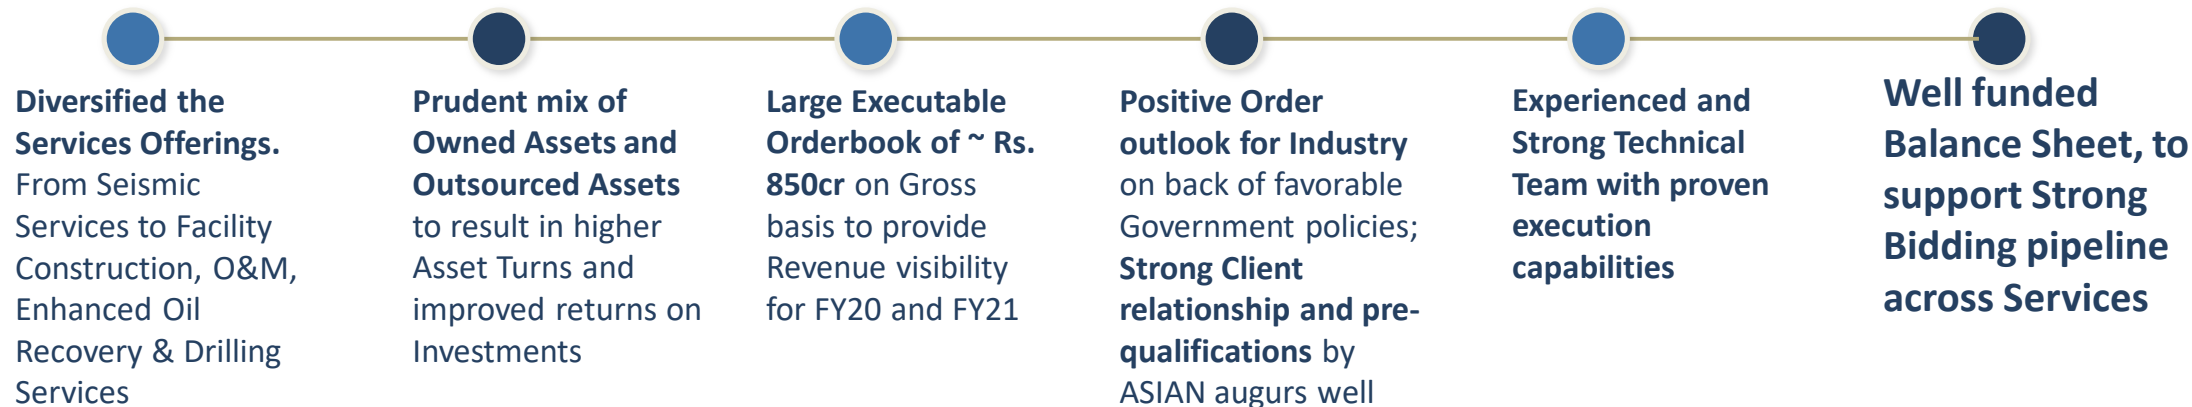 Diversified the
Services Offerings.
From Seismic
Services to Facility
Construction, O&M,
Enhanced Oil
Recovery & Drilling
Services
Prudent mix of
Owned Assets and
Outsourced Assets
to result in higher
Asset Turns and
improved returns on
Investments
Large Executable
Orderbook of ~ Rs.
850cr on Gross
basis to provide
Revenue visibility
for FY20 and FY21
Positive Order
outlook for Industry
on back of favorable
Government policies;
Strong Client
relationship and pre-
qualifications by
ASIAN augurs well
Experienced and
Strong Technical
Team with proven
execution
capabilities
Well funded
Balance Sheet, to
support Strong
Bidding pipeline
across Services